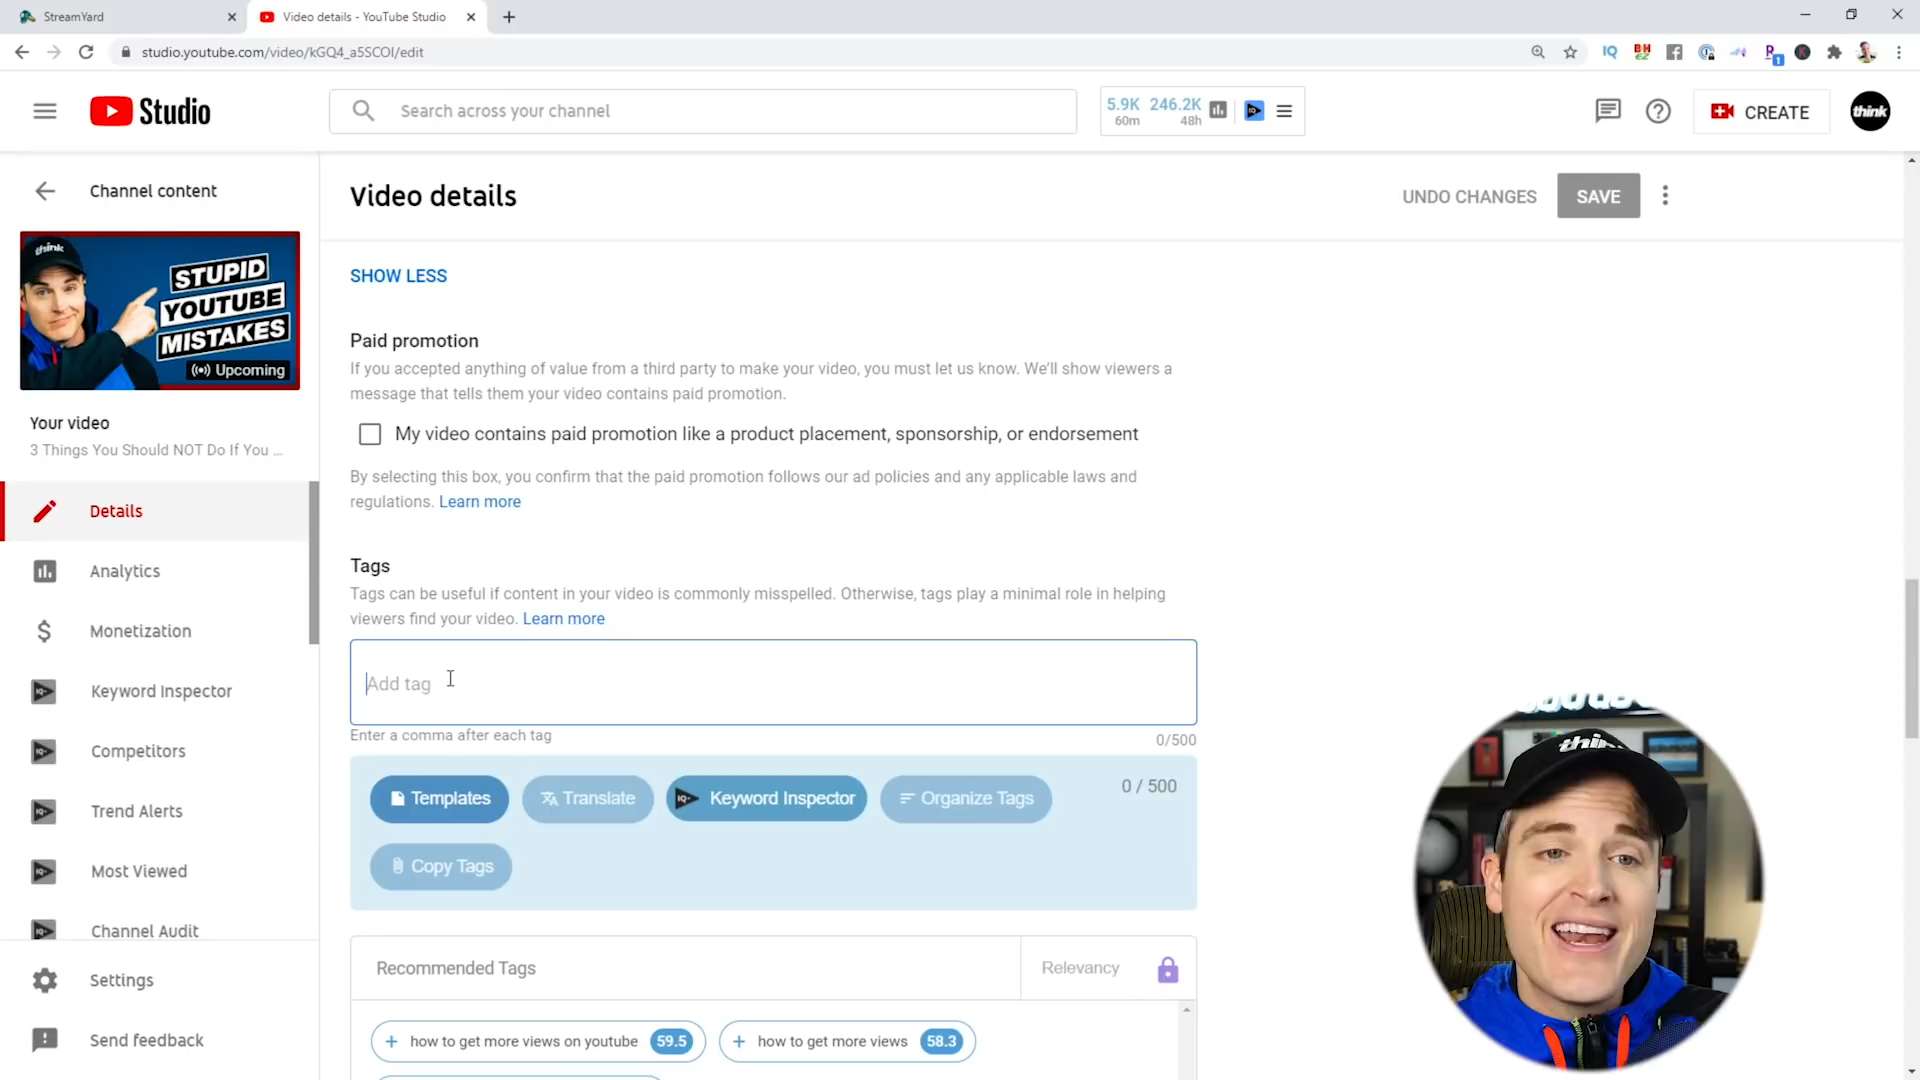 StreamYard
Video details - YouTube Studio
studio.youtube.com/video/kGQ4_a5SCOI/edit
Studio
Search across your channel
5.9K 246.2K
60m 48h
CREATE
think
Channel content
Video details
UNDO CHANGES
SAVE
think
STUPID
YOUTUBE
MISTAKES
Upcoming
Your video
3 Things You Should NOT Do If You ...
Details
Analytics
Monetization
Keyword Inspector
Competitors
Trend Alerts
Most Viewed
Channel Audit
Settings
Send feedback
SHOW LESS
Paid promotion
If you accepted anything of value from a third party to make your video, you must let us know. We'll show viewers a
message that tells them your video contains paid promotion.
My video contains paid promotion like a product placement, sponsorship, or endorsement
By selecting this box, you confirm that the paid promotion follows our ad policies and any applicable laws and
regulations. Learn more
Tags
Tags can be useful if content in your video is commonly misspelled. Otherwise, tags play a minimal role in helping
viewers find your video. Learn more
Add tag
Enter a comma after each tag
0/500
Templates
Translate
Keyword Inspector
Organize Tags
0 / 500
Copy Tags
Recommended Tags
Relevancy
+ how to get more views on youtube 59.5
+ how to get more views 58.3